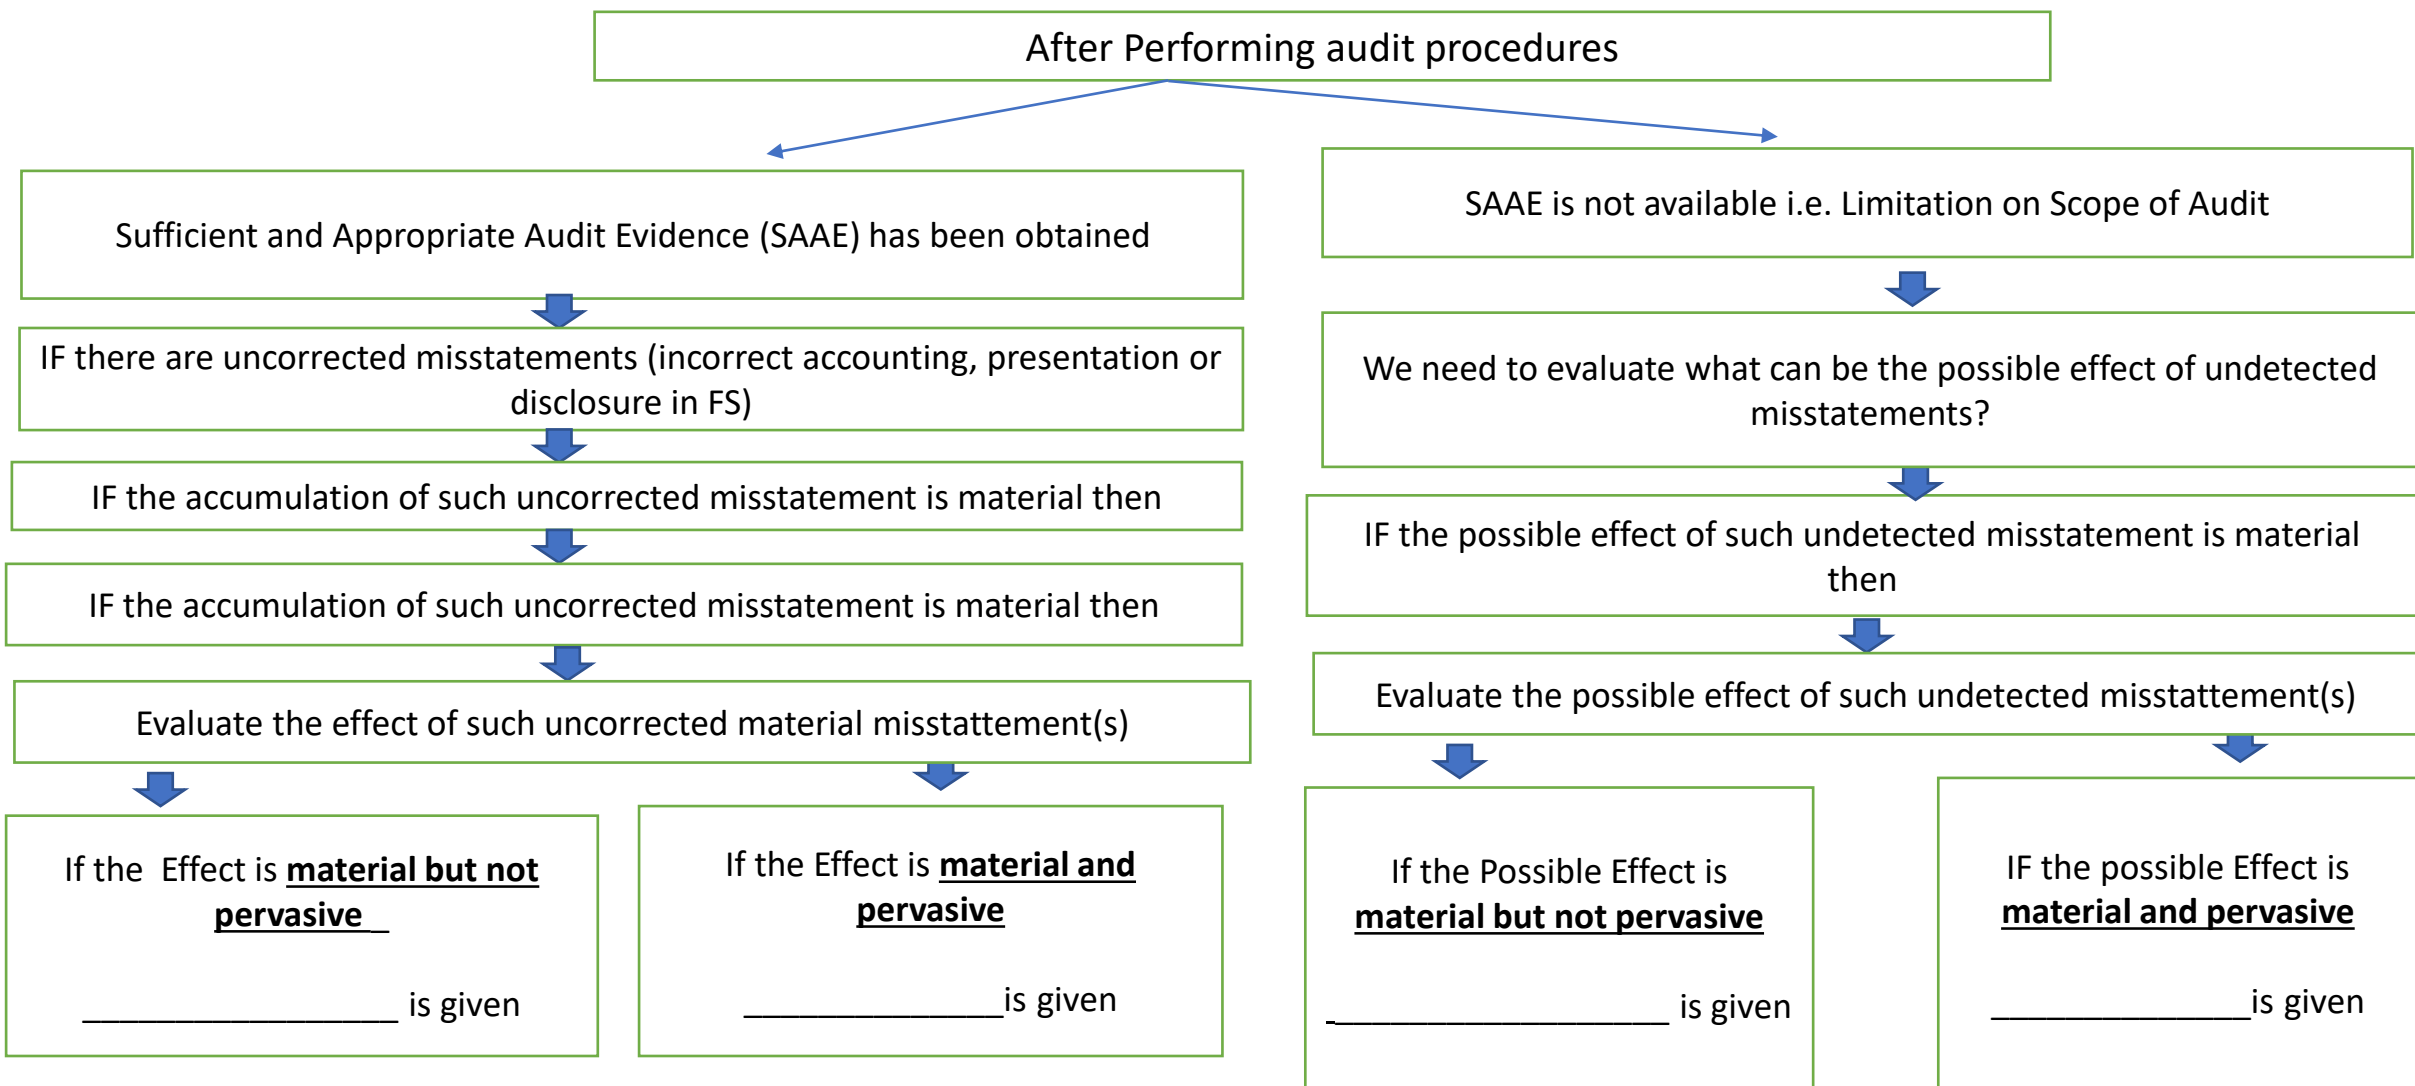 After Performing audit procedures
Sufficient and Appropriate Audit Evidence (SAAE) has been obtained
IF there are uncorrected misstatements (incorrect accounting, presentation or
disclosure in FS)
IF the accumulation of such uncorrected misstatement is material then
IF the accumulation of such uncorrected misstatement is material then
Evaluate the effect of such uncorrected material misstattement(s)
If the  Effect is material but not
pervasive _
_________________ is given
If the Effect is material and
pervasive
______________is given
SAAE is not available i.e. Limitation on Scope of Audit
We need to evaluate what can be the possible effect of undetected
misstatements?
IF the possible effect of such undetected misstatement is material
then
Evaluate the possible effect of such undetected misstattement(s)
If the Possible Effect is
material but not pervasive
___________________ is given
IF the possible Effect is
material and pervasive
______________is given